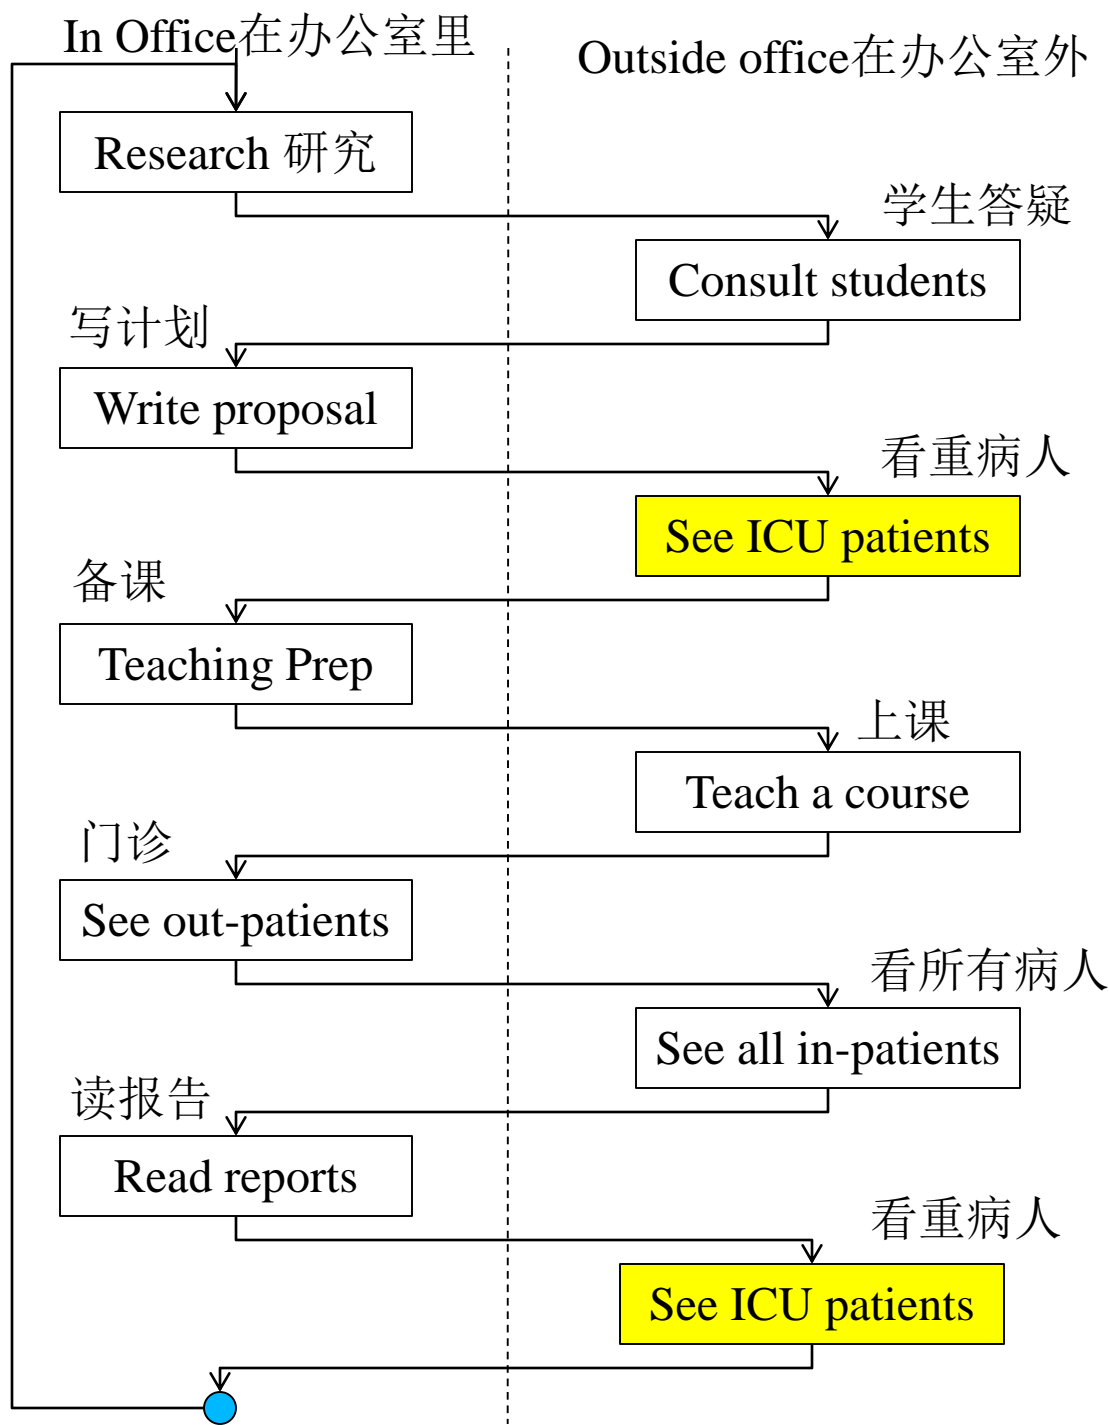 In Office在办公室里
Outside office在办公室外
Research 研究
学生答疑
Consult students
写计划
Write proposal
看重病人
See ICU patients
备课
Teaching Prep
上课
Teach a course
门诊
See out-patients
看所有病人
See all in-patients
读报告
Read reports
看重病人
See ICU patients